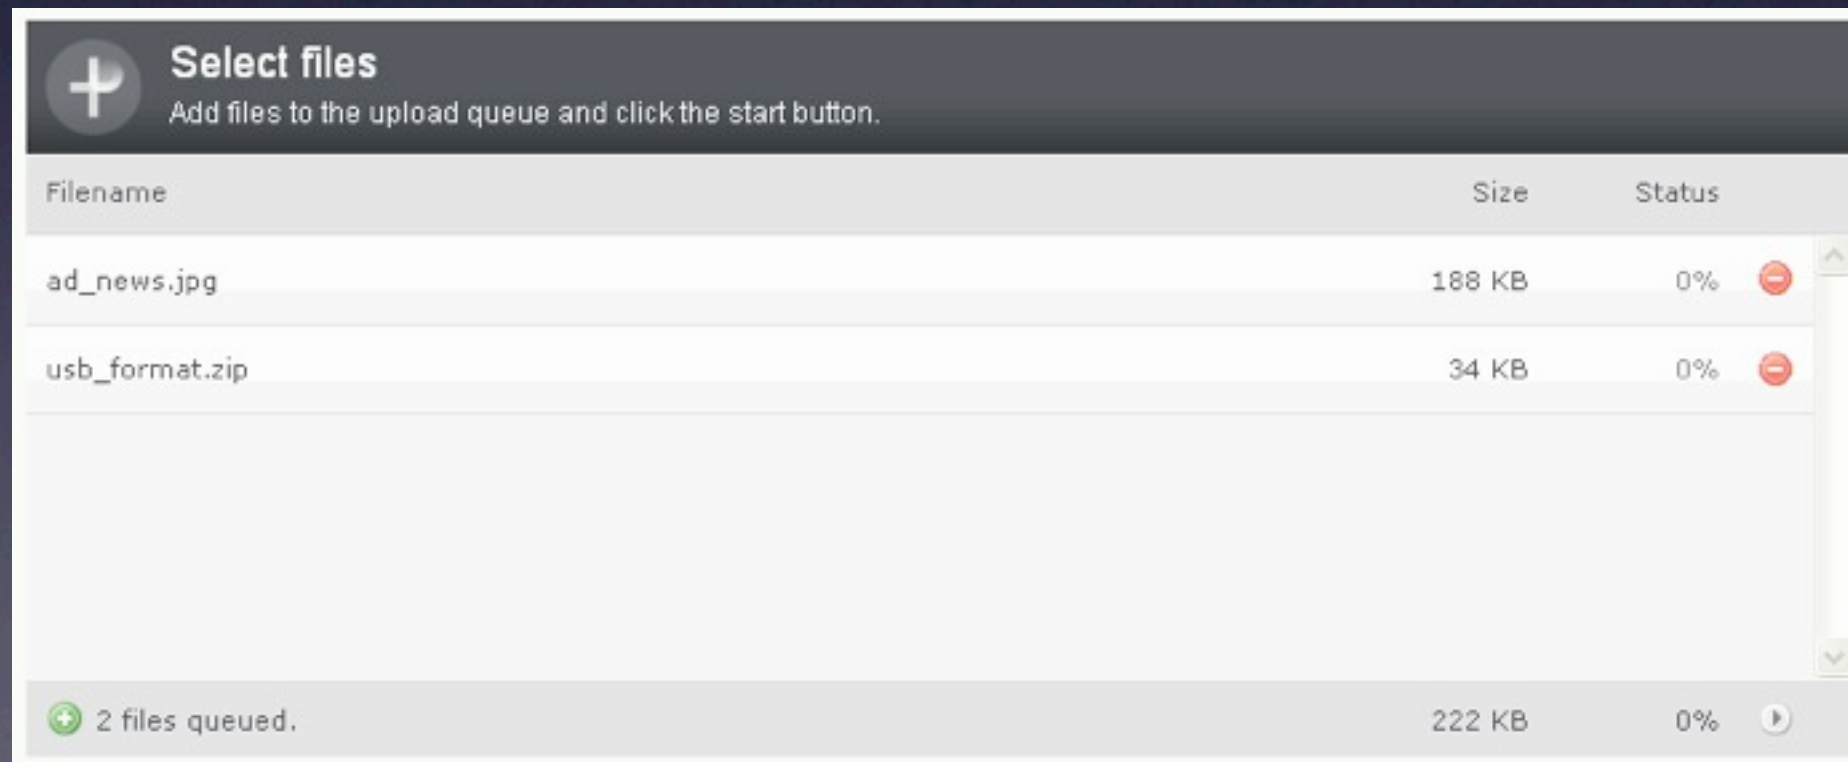 Select files
Add files to the upload queue and click the start button.
Filename Size Status
ad_news.jpg 188 KB 0%
usb_format.zip 34 KB 0%
2 files queued. 222 KB 0%